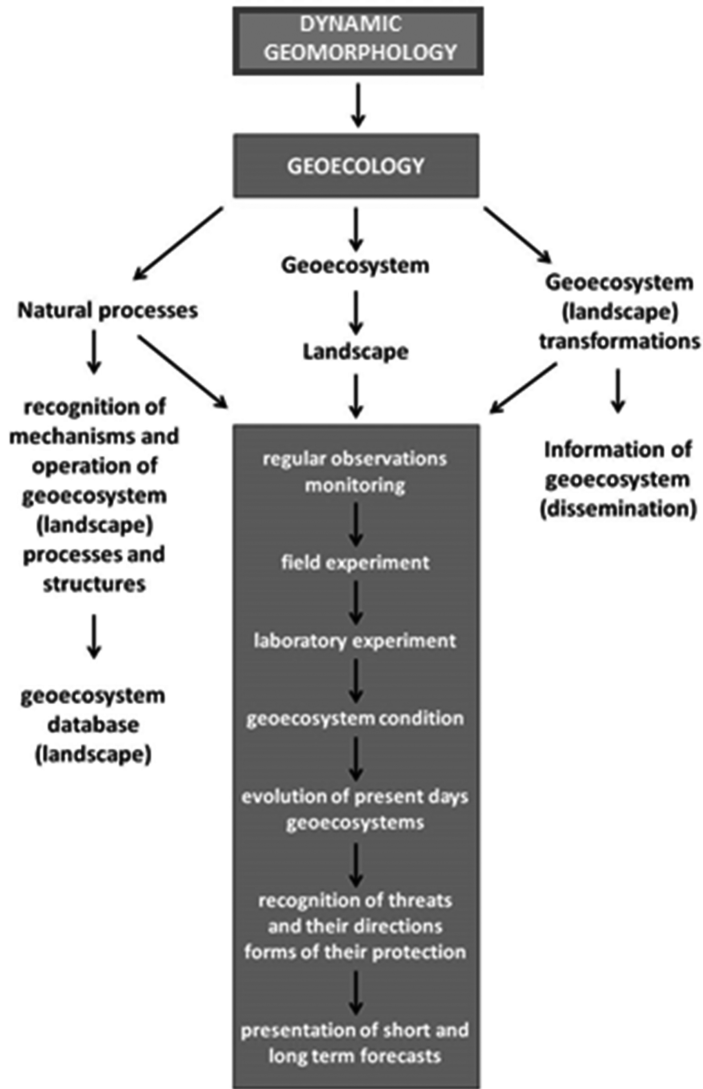 DYNAMIC
GEOMORPHOLOGY
GEOECOLOGY
Geoecosystem
Landscape
Natural processes
recognition of
mechanisms and
operation of
geoecosystem
(landscape)
processes and
structures
geoecosystem
database
(landscape)
Geoecosystem
(landscape)
transformations
Information of
geoecosystem
(dissemination)
regular observations
monitoring
field experiment
laboratory experiment
geoecosystem condition
evolution of present days
geoecosystems
recognition of threats
and their directions
forms of their protection
presentation of short and
long term forecasts